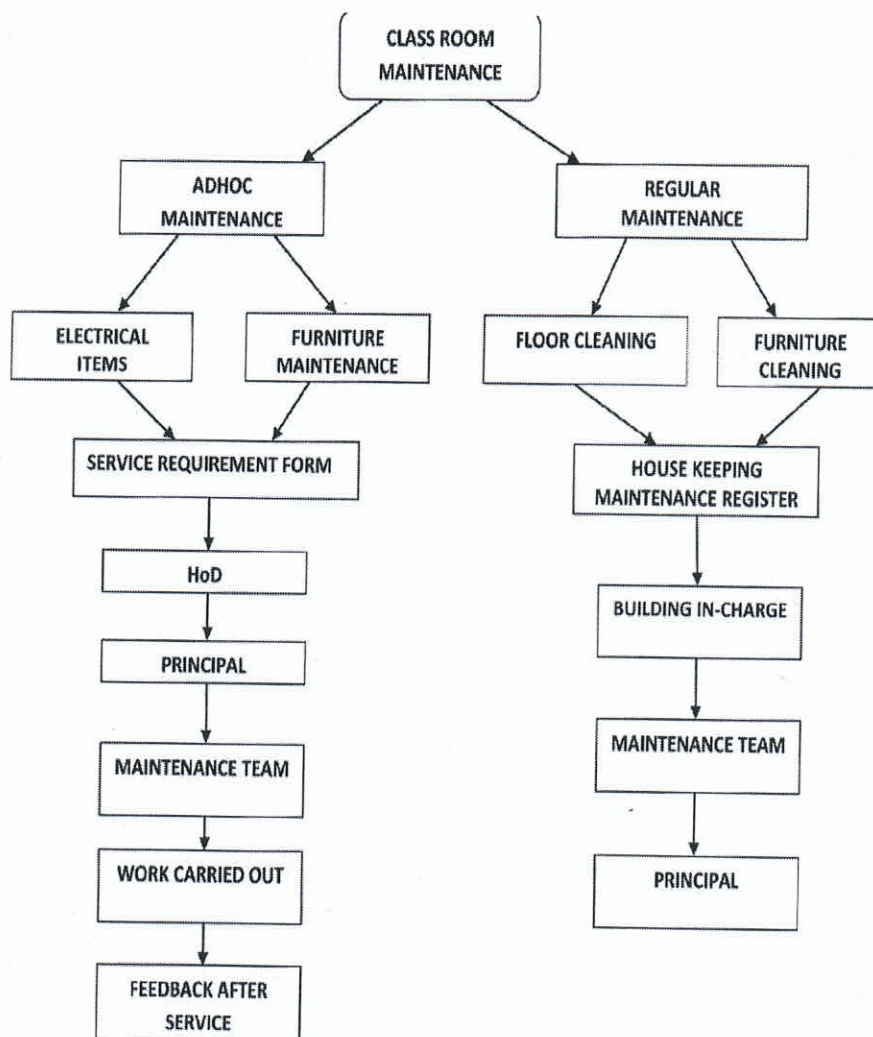 CLASS ROOM
MAINTENANCE
ADHOC
MAINTENANCE
REGULAR
MAINTENANCE
ELECTRICAL
ITEMS
FURNITURE
MAINTENANCE
FLOOR CLEANING
FURNITURE
CLEANING
SERVICE REQUIREMENT FORM
HOUSE KEEPING
MAINTENANCE REGISTER
HoD
BUILDING IN-CHARGE
PRINCIPAL
MAINTENANCE TEAM
MAINTENANCE TEAM
WORK CARRIED OUT
PRINCIPAL
FEEDBACK AFTER
SERVICE